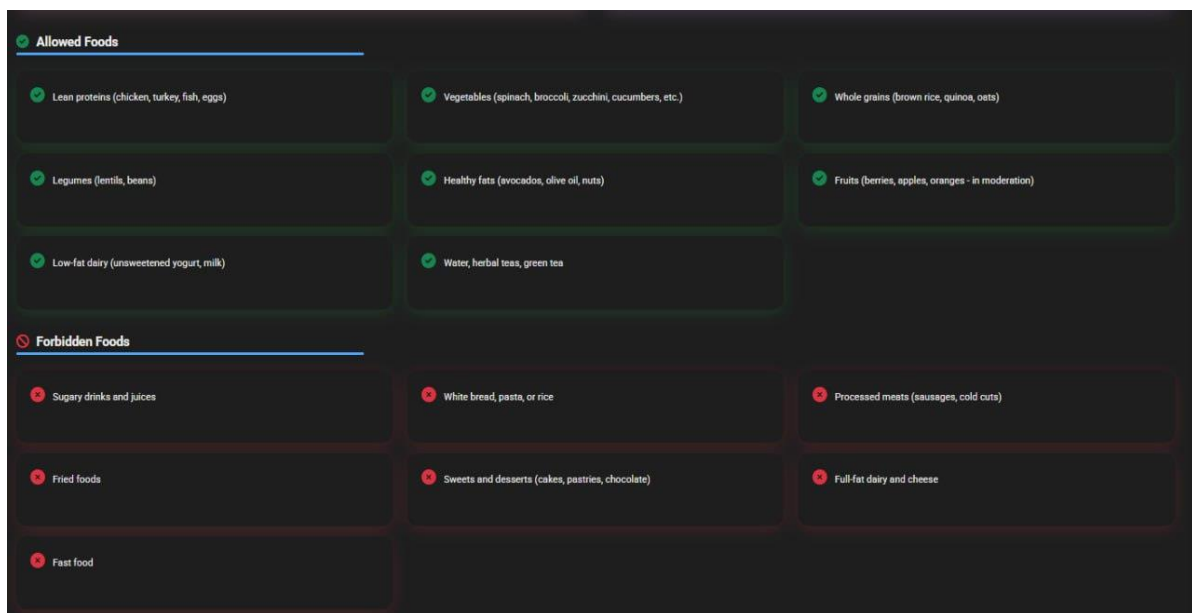 Allowed Foods
Lean proteins (chicken, turkey, fish, eggs)
Vegetables (spinach, broccoli, zucchini, cucumbers, etc.)
Whole grains (brown rice, quinoa, oats)
Legumes (lentils, beans)
Healthy fats (avocados, olive oil, nuts)
Fruits (berries, apples, oranges - in moderation)
Low-fat dairy (unsweetened yogurt, milk)
Water, herbal teas, green tea
Forbidden Foods
Sugary drinks and juices
White bread, pasta, or rice
Processed meats (sausages, cold cuts)
Fried foods
Sweets and desserts (cakes, pastries, chocolate)
Full-fat dairy and cheese
Fast food